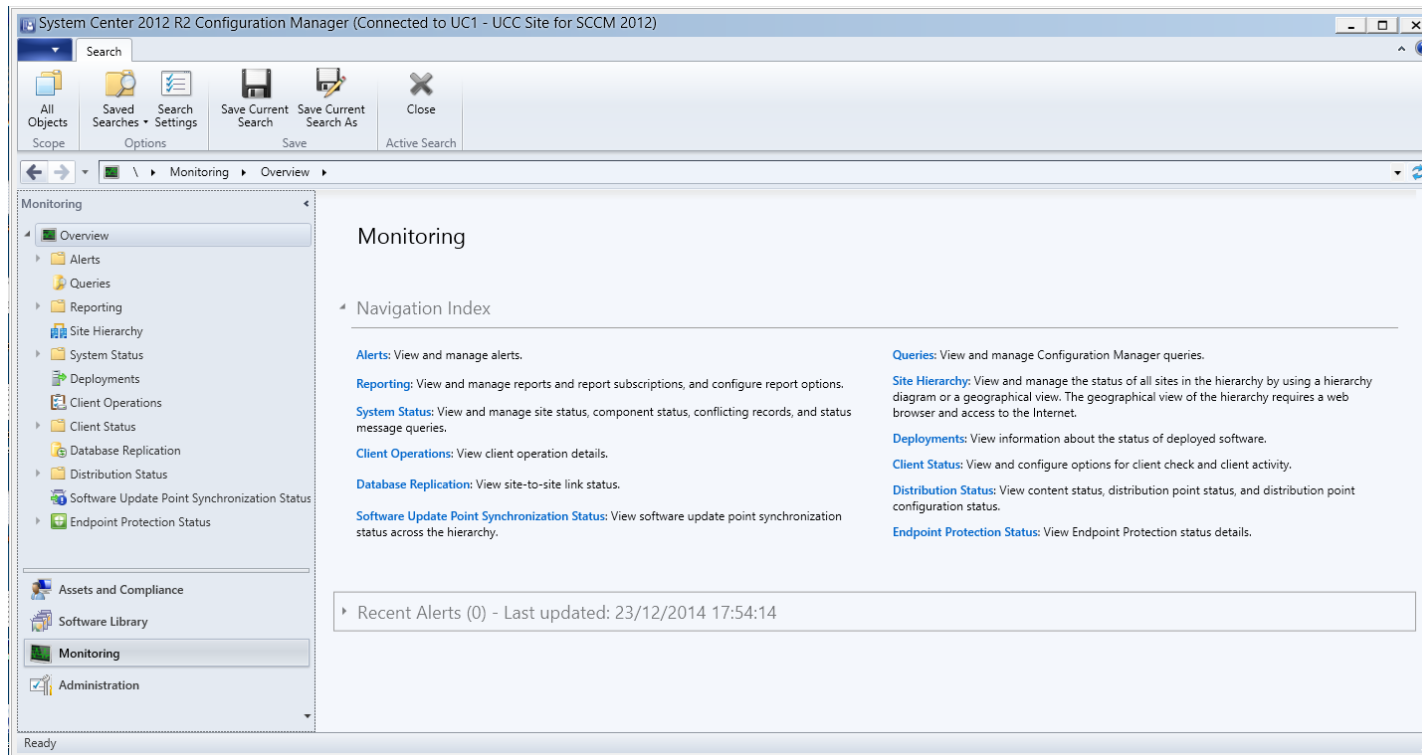 System Center 2012 R2 Configuration Manager (Connected to UC1 - UCC Site for SCCM 2012)
Search
All Objects
Saved Searches
Search Settings
Save Current Search
Save Current Search As
Close
Scope
Options
Save
Active Search
\ Monitoring Overview
Monitoring
Overview
Alerts
Queries
Reporting
Site Hierarchy
System Status
Deployments
Client Operations
Client Status
Database Replication
Distribution Status
Software Update Point Synchronization Status
Endpoint Protection Status
Assets and Compliance
Software Library
Monitoring
Administration
Monitoring
Navigation Index
Alerts: View and manage alerts.
Reporting: View and manage reports and report subscriptions, and configure report options.
System Status: View and manage site status, component status, conflicting records, and status
message queries.
Client Operations: View client operation details.
Database Replication: View site-to-site link status.
Software Update Point Synchronization Status: View software update point synchronization
status across the hierarchy.
Queries: View and manage Configuration Manager queries.
Site Hierarchy: View and manage the status of all sites in the hierarchy by using a hierarchy
diagram or a geographical view. The geographical view of the hierarchy requires a web
browser and access to the Internet.
Deployments: View information about the status of deployed software.
Client Status: View and configure options for client check and client activity.
Distribution Status: View content status, distribution point status, and distribution point
configuration status.
Endpoint Protection Status: View Endpoint Protection status details.
Recent Alerts (0) - Last updated: 23/12/2014 17:54:14
Ready